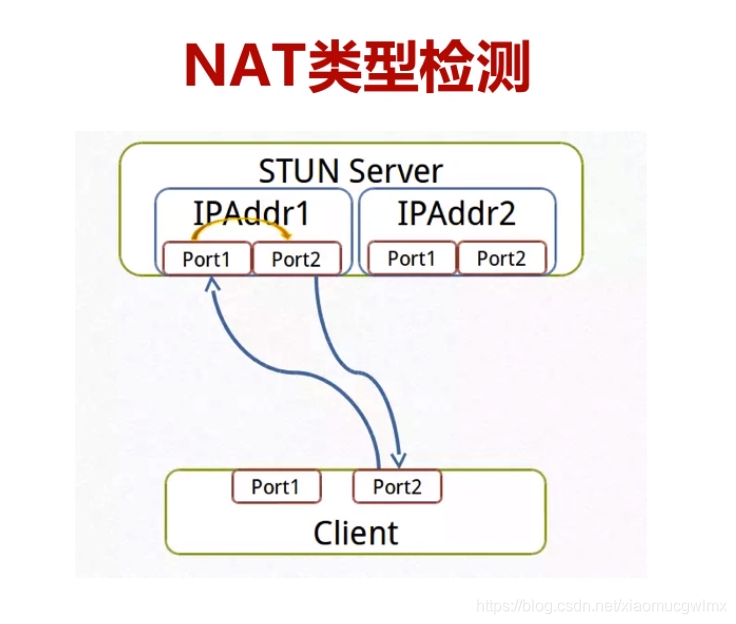 NAT类型检测
STUN Server
IPAddr1 IPAddr2
Port1 Port2 Port1 Port2
Port1 Port2
Client
https://blog.csdn.net/xiaomucgwlmx